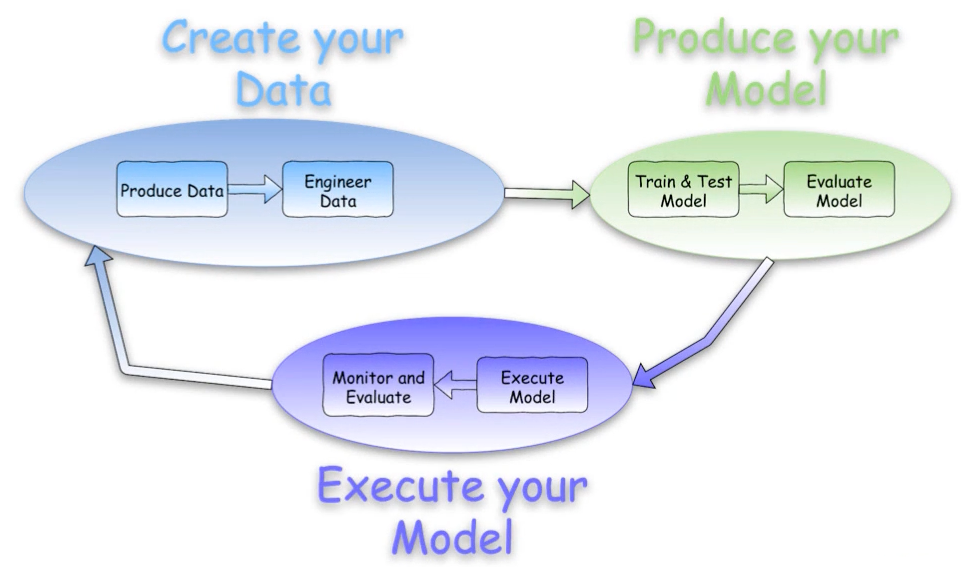 Create your
Data
Produce your
Model
Produce Data
Engineer
Data
Train & Test
Model
Evaluate
Model
Monitor and
Evaluate
Execute
Model
Execute your
Model